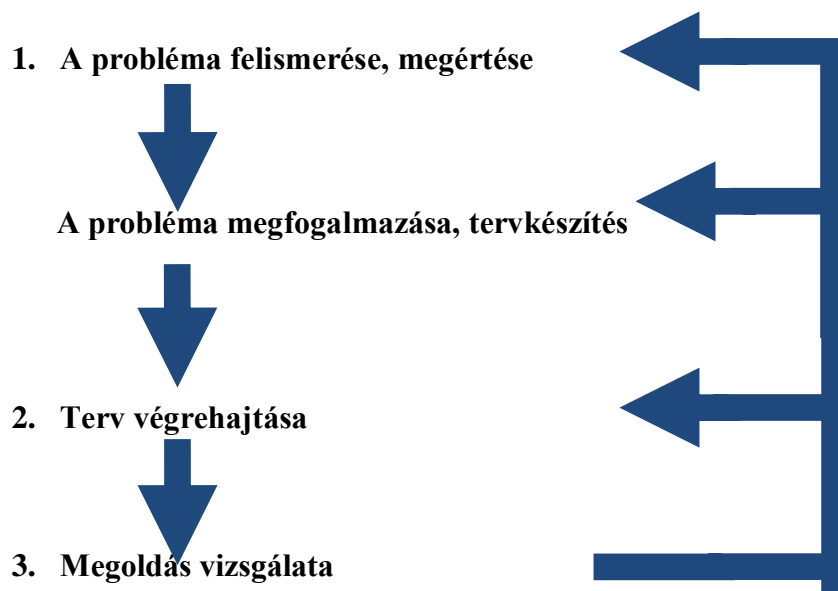 1. A probléma felismerése, megértése
A probléma megfogalmazása, tervkészítés
2. Terv végrehajtása
3. Megoldás vizsgálata